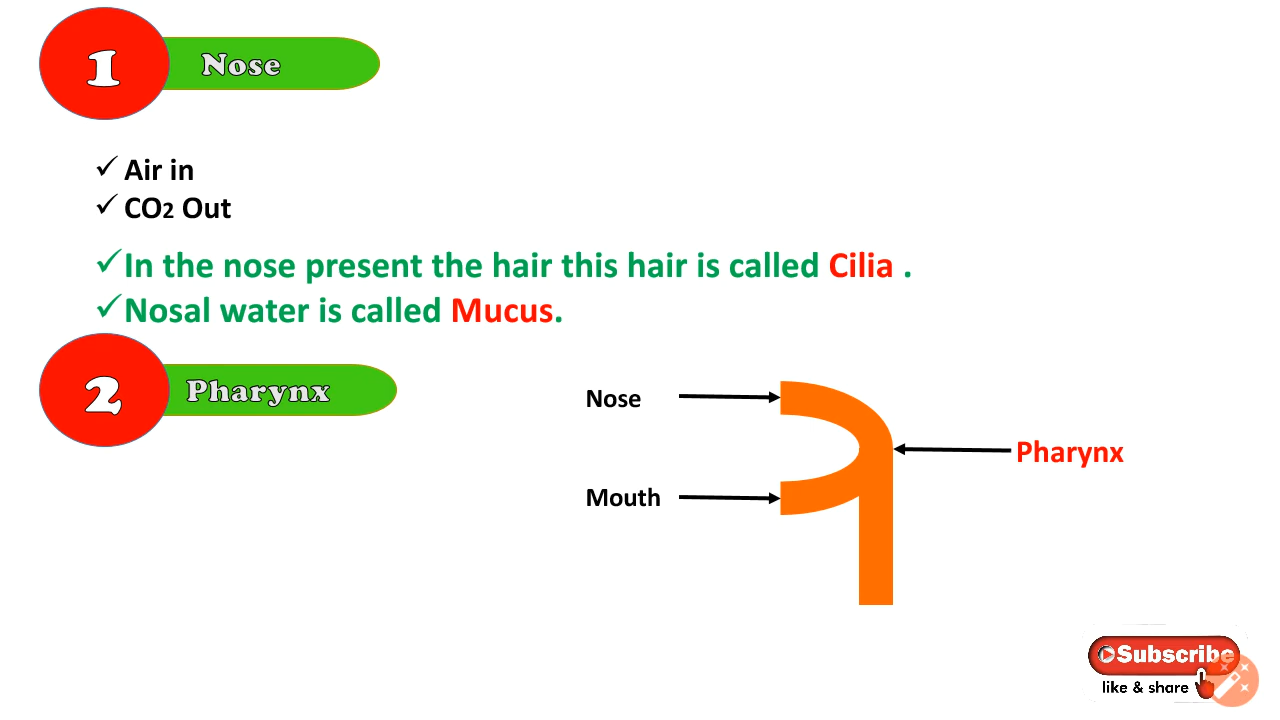 1 Nose
✓ Air in
✓ CO2 Out
✓ In the nose present the hair this hair is called Cilia .
✓ Nosal water is called Mucus.
2 Pharynx
Nose
Pharynx
Mouth
Subscribe
like & share